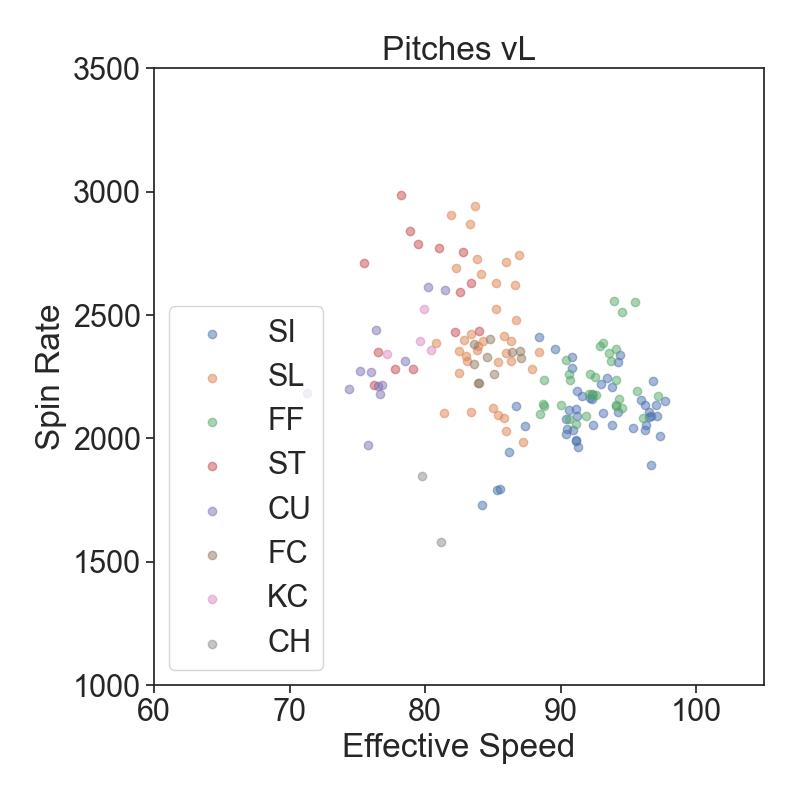 Pitches vL
3500
3000
2500
2000
1500
1000
Spin Rate
SI
SL
FF
ST
CU
FC
KC
CH
60 70 80 90 100
Effective Speed